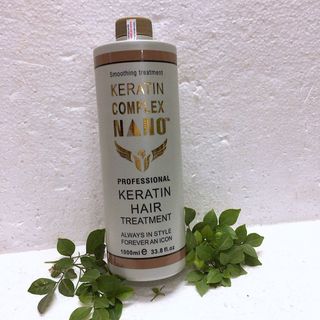 Smoothing treatment
KERATIN
COMPLEX
NANO™
PROFESSIONAL
KERATIN
HAIR
TREATMENT
ALWAYS IN STYLE
FOREVER AN ICON
1000ml e 33.8 fl.oz